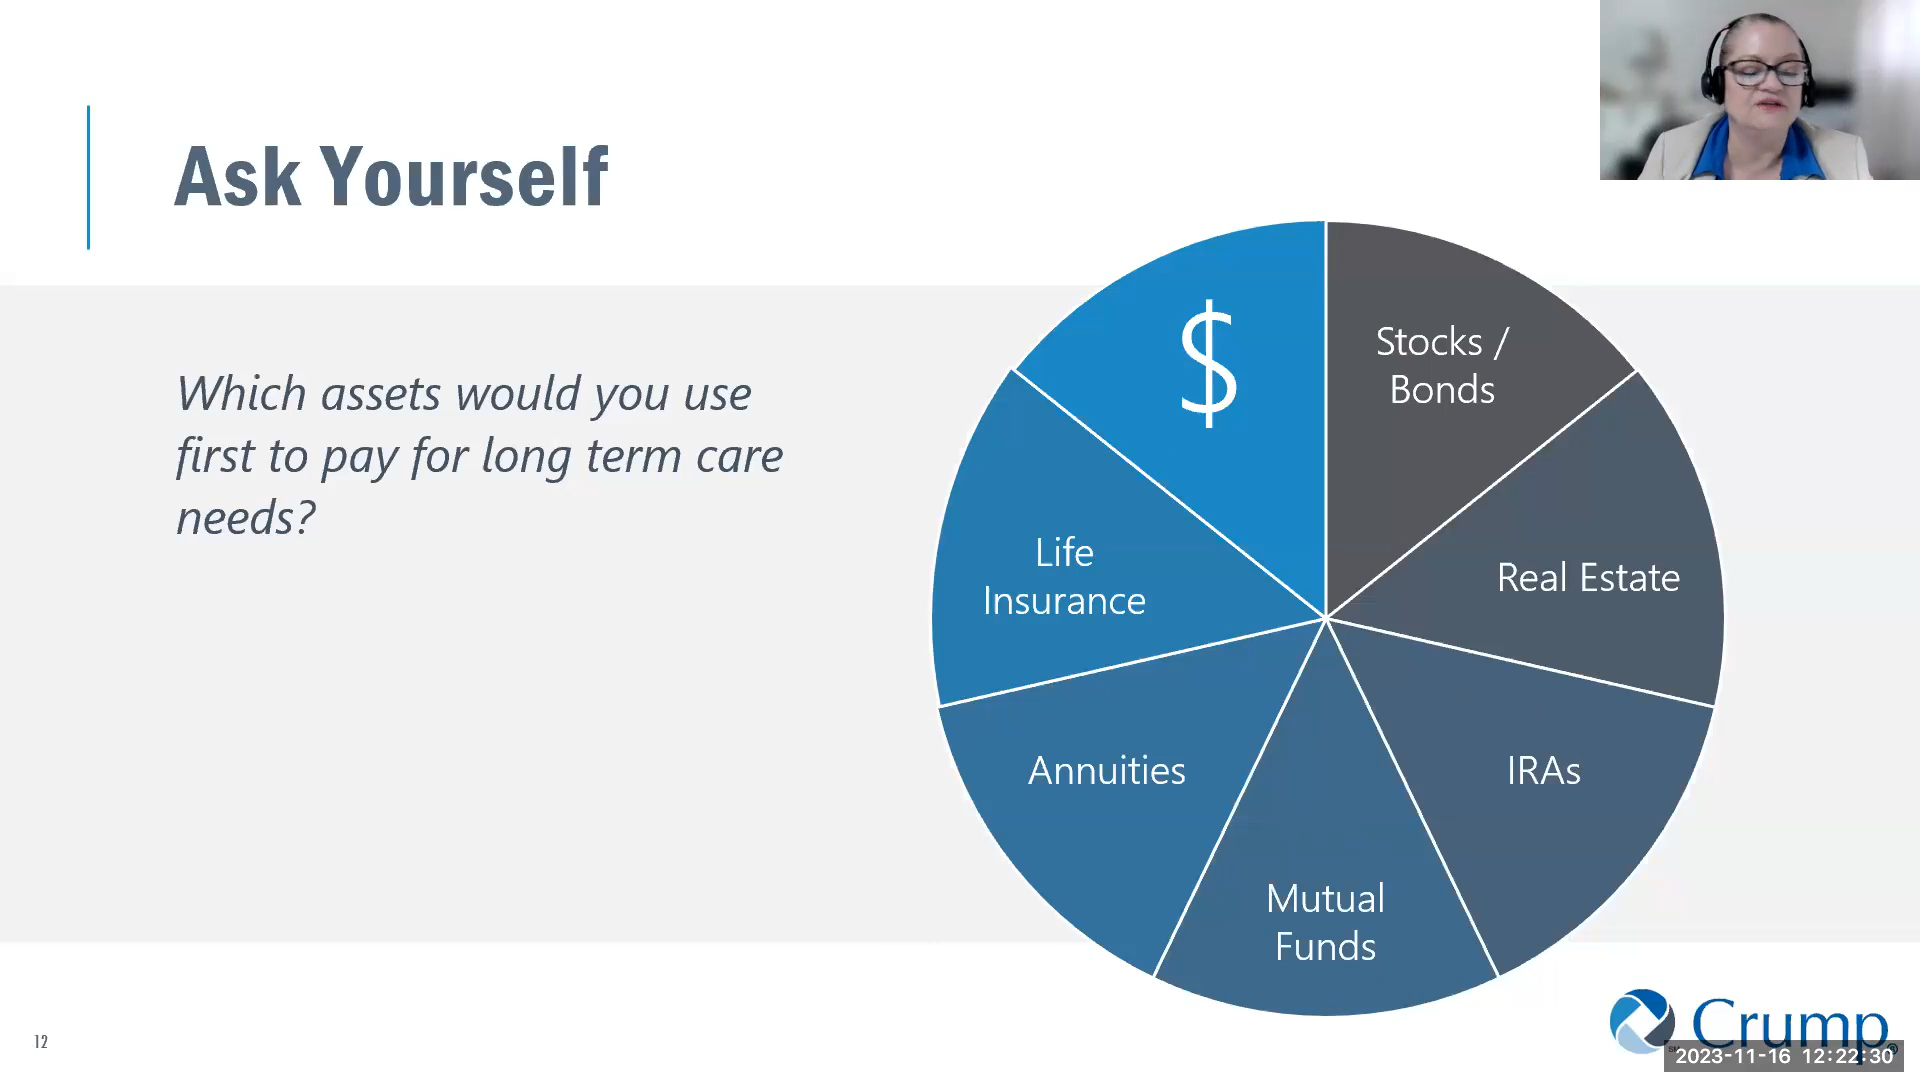 Ask Yourself
Which assets would you use
first to pay for long term care
needs?
$
Stocks /
Bonds
Real Estate
IRAs
Mutual
Funds
Annuities
Life
Insurance
12
Crump®
SM
2023-11-16 12:22:30